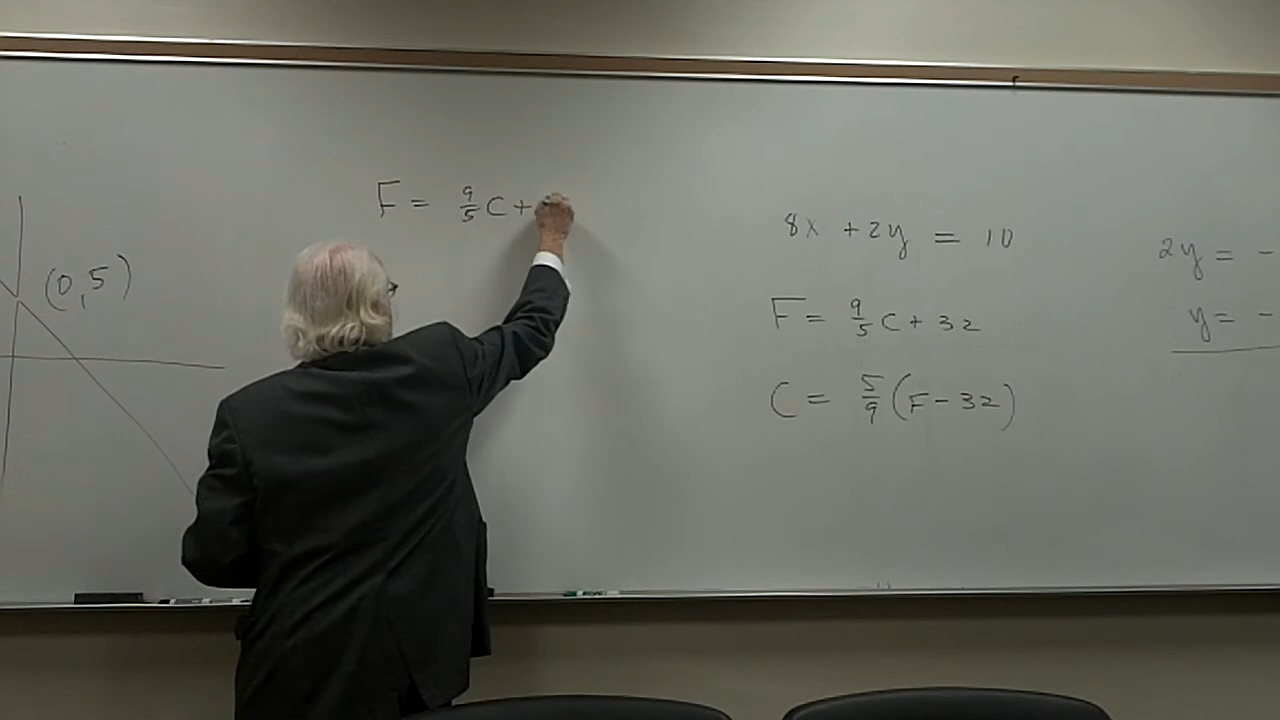 (0,5)
F = 9/5 C +
8x + 2y = 10
F = 9/5 C + 32
C = 5/9 (F - 32)
2y = -
y = -